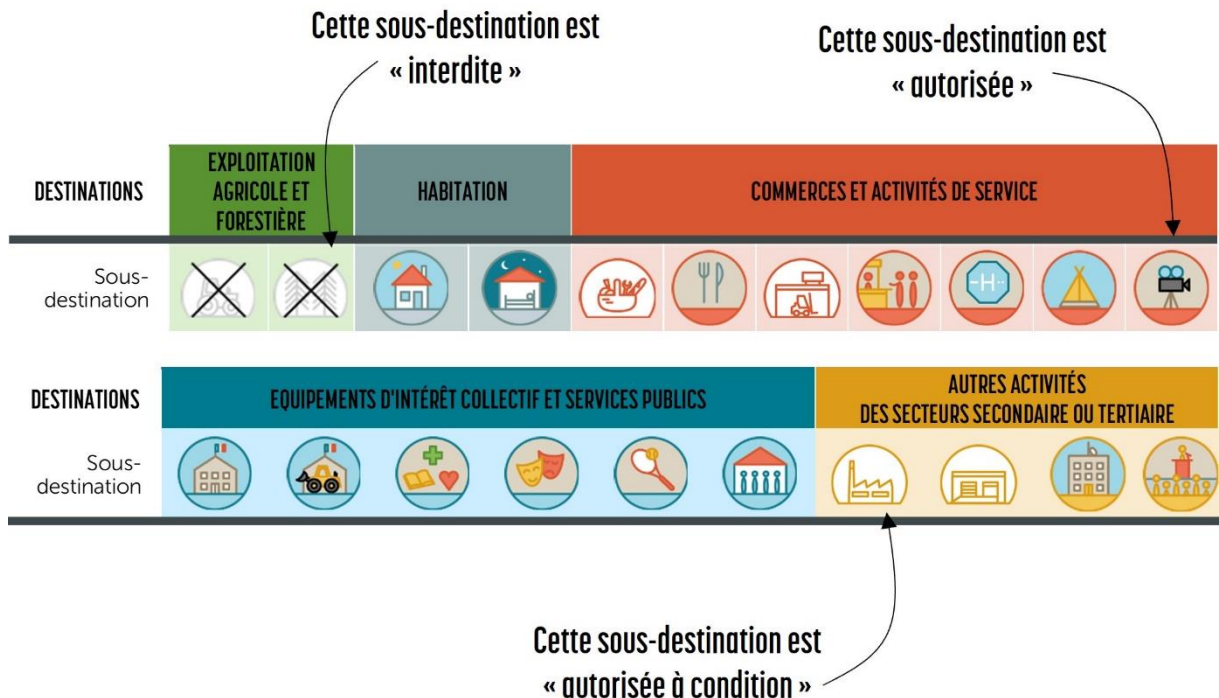 Cette sous-destination est
« interdite »
Cette sous-destination est
« autorisée »
DESTINATIONS
EXPLOITATION
AGRICOLE ET
FORESTIÈRE
HABITATION
COMMERCES ET ACTIVITÉS DE SERVICE
Sous-
destination
H
DESTINATIONS
EQUIPEMENTS D'INTÉRÊT COLLECTIF ET SERVICES PUBLICS
AUTRES ACTIVITÉS
DES SECTEURS SECONDAIRE OU TERTIAIRE
Sous-
destination
Cette sous-destination est
« autorisée à condition »